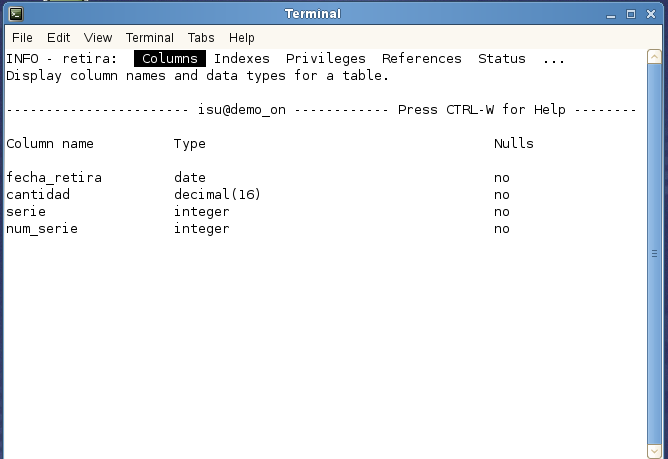 Terminal
File Edit View Terminal Tabs Help
INFO - retira: Columns Indexes Privileges References Status ...
Display column names and data types for a table.
----------------------- isu@demo_on ------------ Press CTRL-W for Help --------
Column name Type Nulls
fecha_retira date no
cantidad decimal(16) no
serie integer no
num_serie integer no